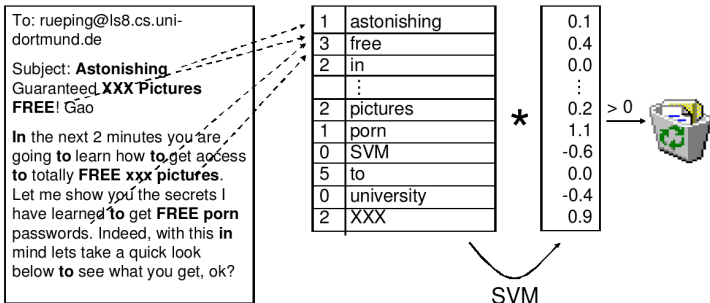 To: rueping@ls8.cs.uni-
dortmund.de
Subject: Astonishing
Guaranteed XXX Pictures
FREE! Gao
In the next 2 minutes you are
going to learn how to get access
to totally FREE xxx pictures.
Let me show you the secrets I
have learned to get FREE porn
passwords. Indeed, with this in
mind lets take a quick look
below to see what you get, ok?
1 astonishing
3 free
2 in
⋮
2 pictures
1 porn
0 SVM
5 to
0 university
2 XXX
*
0.1
0.4
0.0
⋮
0.2
1.1
-0.6
0.0
-0.4
0.9
> 0
SVM